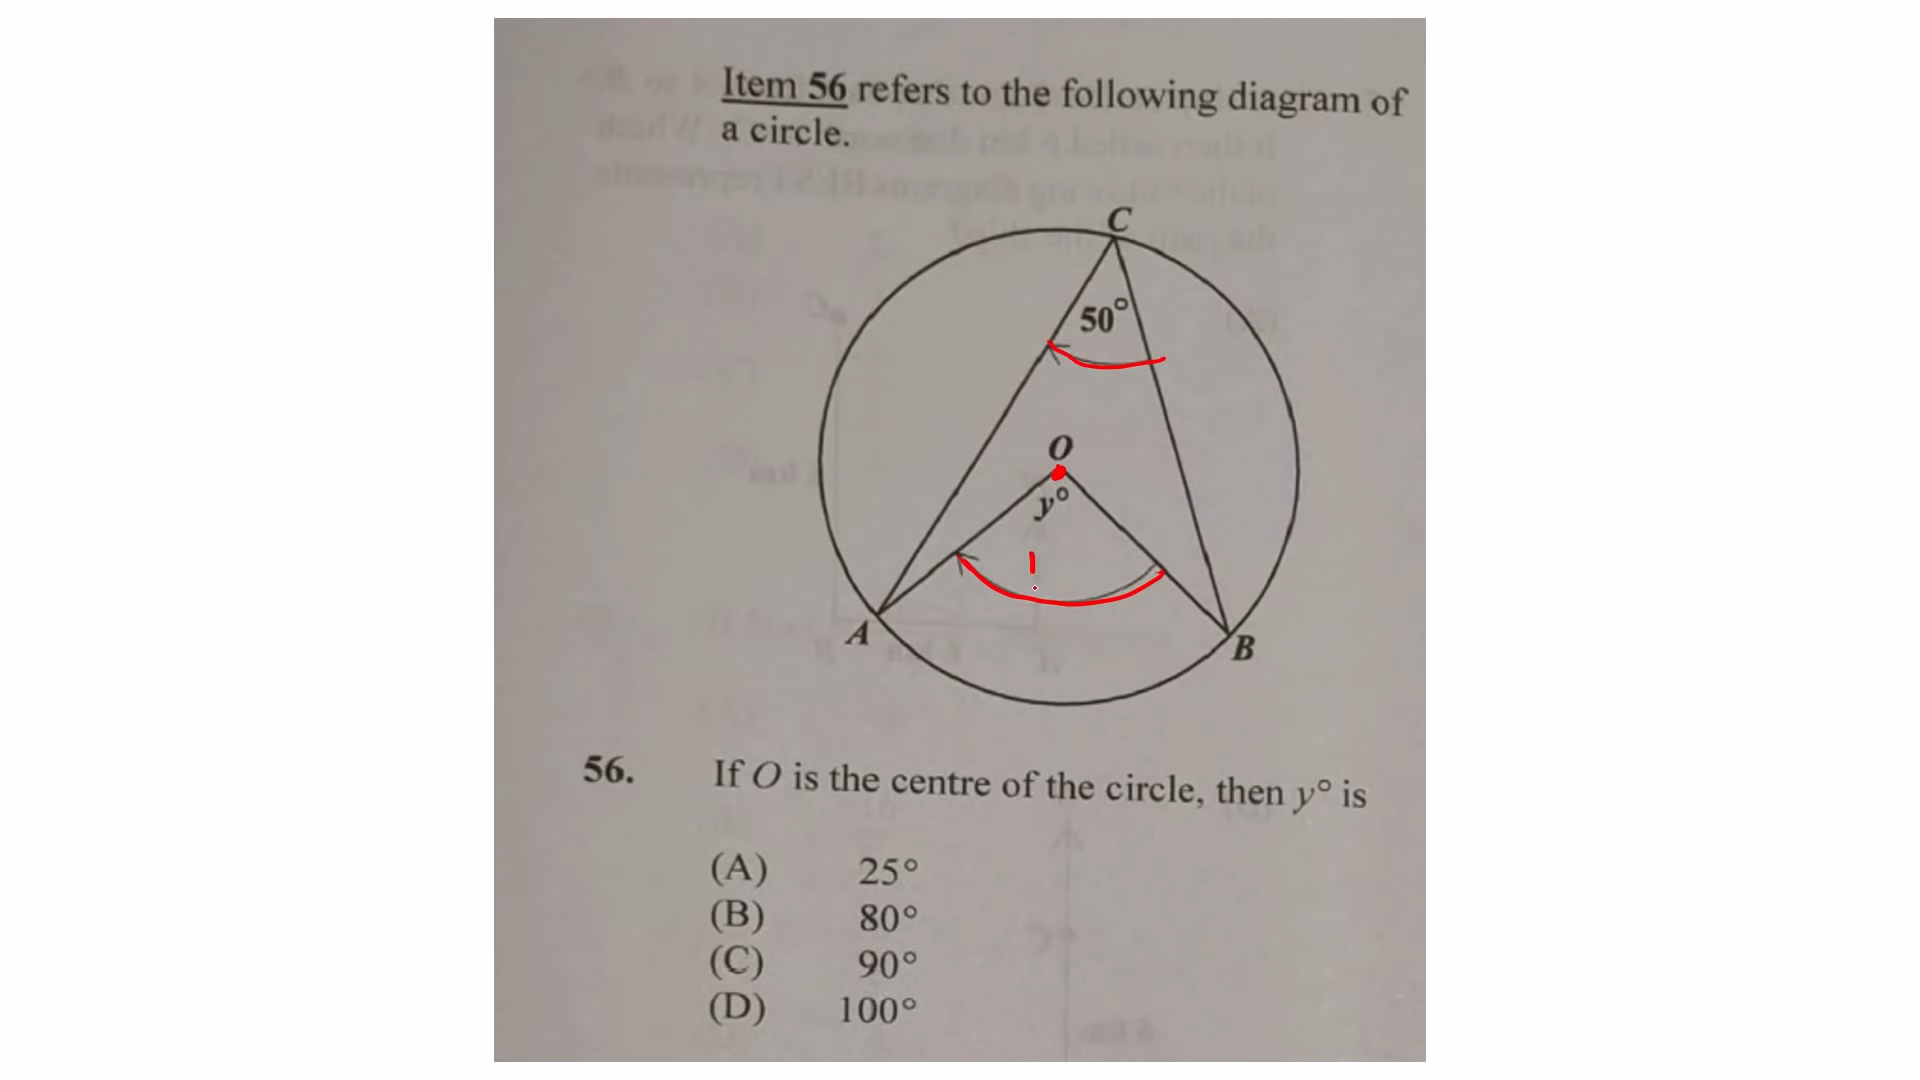 Item 56 refers to the following diagram of
a circle.
C
50°
O
y°
A
B
56. If O is the centre of the circle, then y° is
(A) 25°
(B) 80°
(C) 90°
(D) 100°